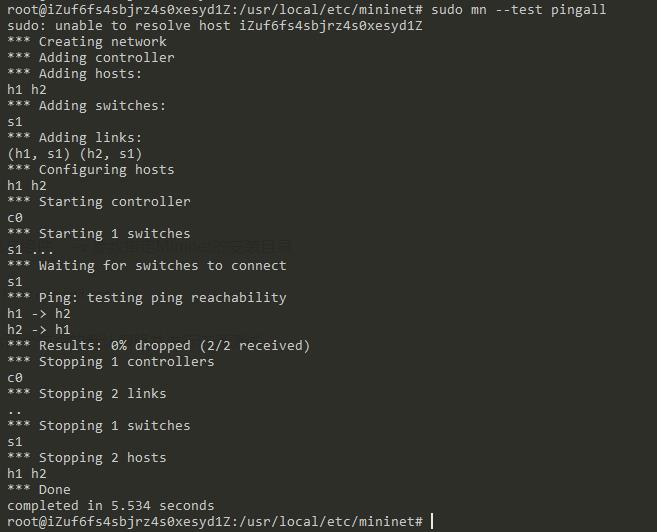 root@iZuf6fs4sbjrz4s0xesyd1Z:/usr/local/etc/mininet# sudo mn --test pingall
sudo: unable to resolve host iZuf6fs4sbjrz4s0xesyd1Z
*** Creating network
*** Adding controller
*** Adding hosts:
h1 h2
*** Adding switches:
s1
*** Adding links:
(h1, s1) (h2, s1)
*** Configuring hosts
h1 h2
*** Starting controller
c0
*** Starting 1 switches
s1 ...
*** Waiting for switches to connect
s1
*** Ping: testing ping reachability
h1 -> h2
h2 -> h1
*** Results: 0% dropped (2/2 received)
*** Stopping 1 controllers
c0
*** Stopping 2 links
..
*** Stopping 1 switches
s1
*** Stopping 2 hosts
h1 h2
*** Done
completed in 5.534 seconds
root@iZuf6fs4sbjrz4s0xesyd1Z:/usr/local/etc/mininet#